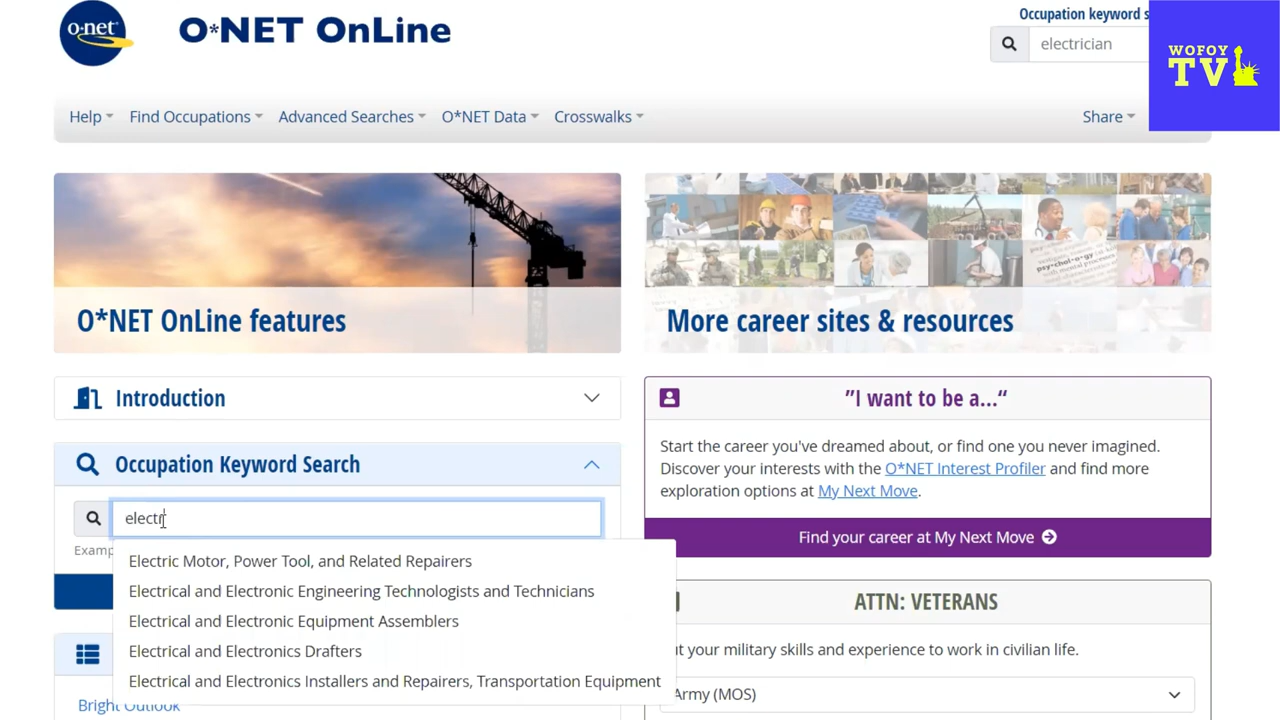 o·net
O*NET OnLine
Occupation keyword s
electrician
WOFOY
TV
Help
Find Occupations
Advanced Searches
O*NET Data
Crosswalks
Share
O*NET OnLine features
psy·chol·o·gy
More career sites & resources
Introduction
Occupation Keyword Search
electr
Examp
Electric Motor, Power Tool, and Related Repairers
Electrical and Electronic Engineering Technologists and Technicians
Electrical and Electronic Equipment Assemblers
Electrical and Electronics Drafters
Electrical and Electronics Installers and Repairers, Transportation Equipment
Bright Outlook
”I want to be a...“
Start the career you've dreamed about, or find one you never imagined.
Discover your interests with the O*NET Interest Profiler and find more
exploration options at My Next Move.
Find your career at My Next Move
ATTN: VETERANS
ut your military skills and experience to work in civilian life.
Army (MOS)